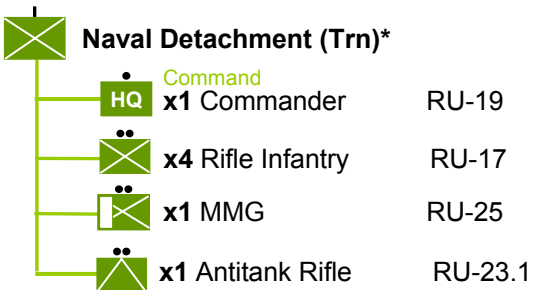 Naval Detachment (Trn)*
Command
HQ x1 Commander RU-19
x4 Rifle Infantry RU-17
x1 MMG RU-25
x1 Antitank Rifle RU-23.1